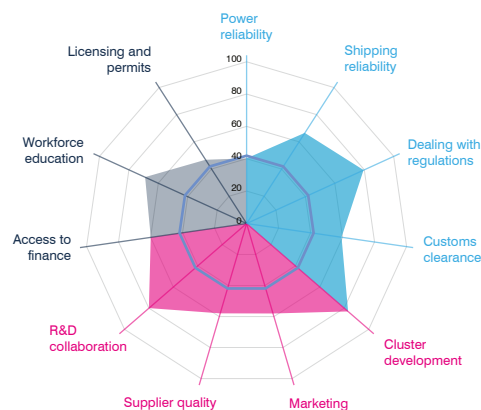 Power
reliability
Licensing and
permits
Shipping
reliability
100
80
60
40
20
0
Workforce
education
Dealing with
regulations
Access to
finance
Customs
clearance
R&D
collaboration
Cluster
development
Supplier quality
Marketing